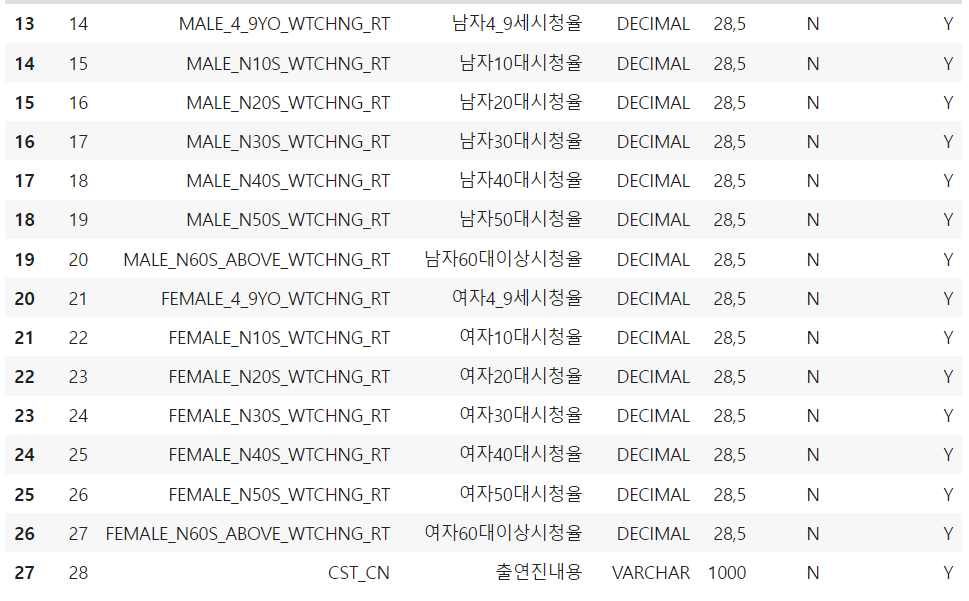 13 14 MALE_4_9YO_WTCHNG_RT 남자4_9세시청율 DECIMAL 28,5 N Y
14 15 MALE_N10S_WTCHNG_RT 남자10대시청율 DECIMAL 28,5 N Y
15 16 MALE_N20S_WTCHNG_RT 남자20대시청율 DECIMAL 28,5 N Y
16 17 MALE_N30S_WTCHNG_RT 남자30대시청율 DECIMAL 28,5 N Y
17 18 MALE_N40S_WTCHNG_RT 남자40대시청율 DECIMAL 28,5 N Y
18 19 MALE_N50S_WTCHNG_RT 남자50대시청율 DECIMAL 28,5 N Y
19 20 MALE_N60S_ABOVE_WTCHNG_RT 남자60대이상시청율 DECIMAL 28,5 N Y
20 21 FEMALE_4_9YO_WTCHNG_RT 여자4_9세시청율 DECIMAL 28,5 N Y
21 22 FEMALE_N10S_WTCHNG_RT 여자10대시청율 DECIMAL 28,5 N Y
22 23 FEMALE_N20S_WTCHNG_RT 여자20대시청율 DECIMAL 28,5 N Y
23 24 FEMALE_N30S_WTCHNG_RT 여자30대시청율 DECIMAL 28,5 N Y
24 25 FEMALE_N40S_WTCHNG_RT 여자40대시청율 DECIMAL 28,5 N Y
25 26 FEMALE_N50S_WTCHNG_RT 여자50대시청율 DECIMAL 28,5 N Y
26 27 FEMALE_N60S_ABOVE_WTCHNG_RT 여자60대이상시청율 DECIMAL 28,5 N Y
27 28 CST_CN 출연진내용 VARCHAR 1000 N Y